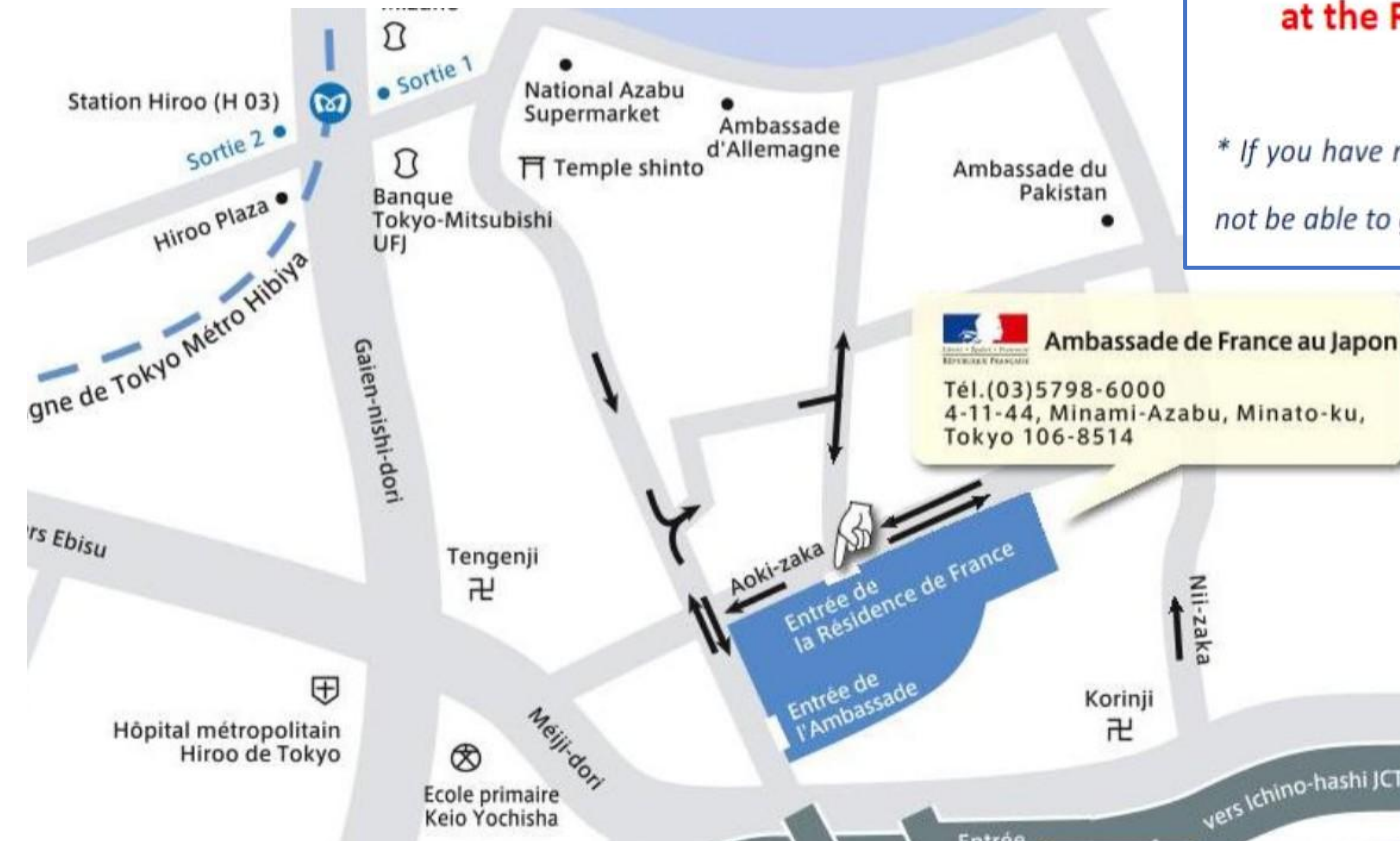 at the
* If you have
not be able to
Station Hiroo (H 03)
Sortie 1
Sortie 2
Hiroo Plaza
Banque
Tokyo-Mitsubishi
UFJ
National Azabu
Supermarket
Ambassade
d'Allemagne
Temple shinto
Ambassade du
Pakistan
gne de Tokyo Métro Hibiya
Gaien-nishi-dori
Ambassade de France au Japon
Tél.(03)5798-6000
4-11-44, Minami-Azabu, Minato-ku,
Tokyo 106-8514
rs Ebisu
Tengenji
Aoki-zaka
Entrée de
la Résidence de France
Entrée de
l'Ambassade
Nii-zaka
Korinji
Hôpital métropolitain
Hiroo de Tokyo
Méiji-dori
Ecole primaire
Keio Yochisha
vers Ichino-hashi JCT
Entrée